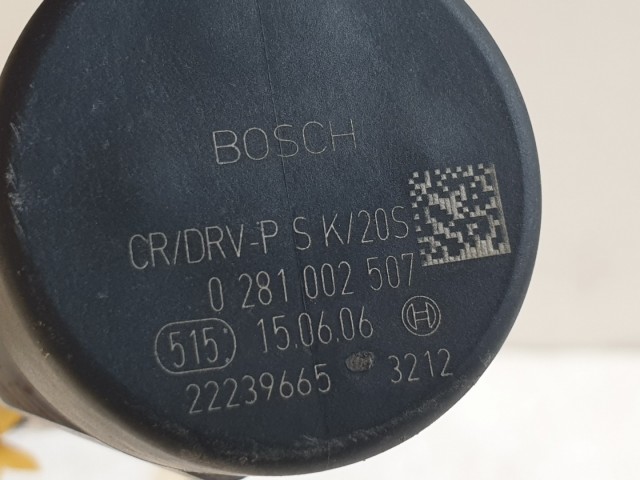 BOSCH
CR/DRV-P S K/20S
0 281 002 507
515 15.06.06
22239665 3212